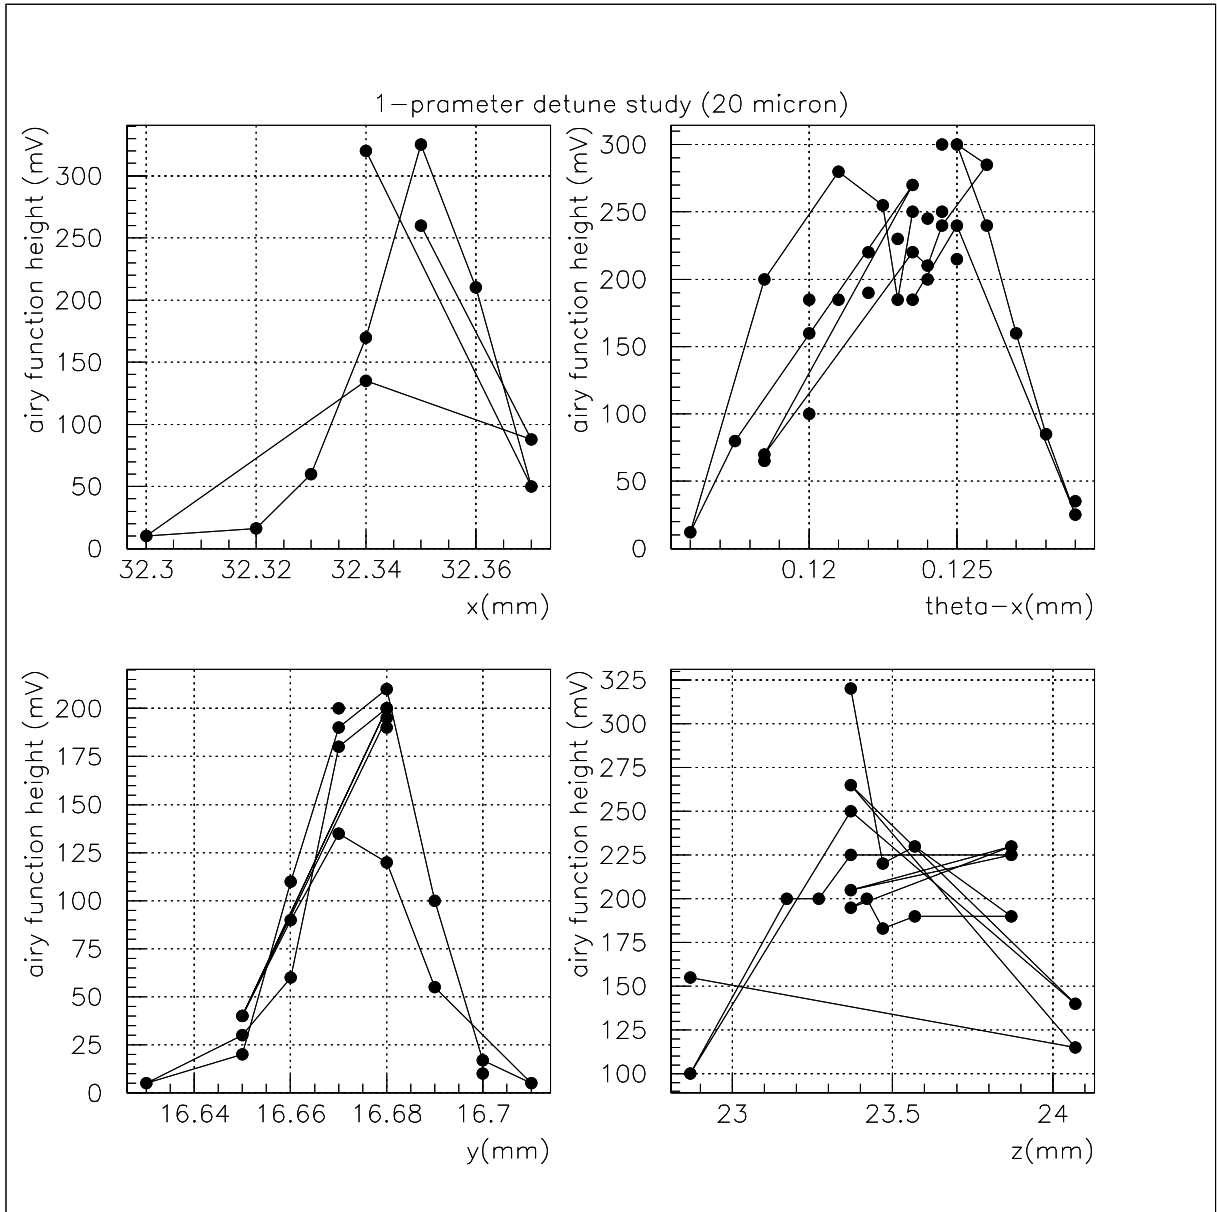 1-prameter detune study (20 micron)
airy function height (mV)
300
250
200
150
100
50
0
32.3 32.32 32.34 32.36
x(mm)
airy function height (mV)
300
250
200
150
100
50
0
0.12 0.125
theta-x(mm)
airy function height (mV)
200
175
150
125
100
75
50
25
0
16.64 16.66 16.68 16.7
y(mm)
airy function height (mV)
325
300
275
250
225
200
175
150
125
100
23 23.5 24
z(mm)